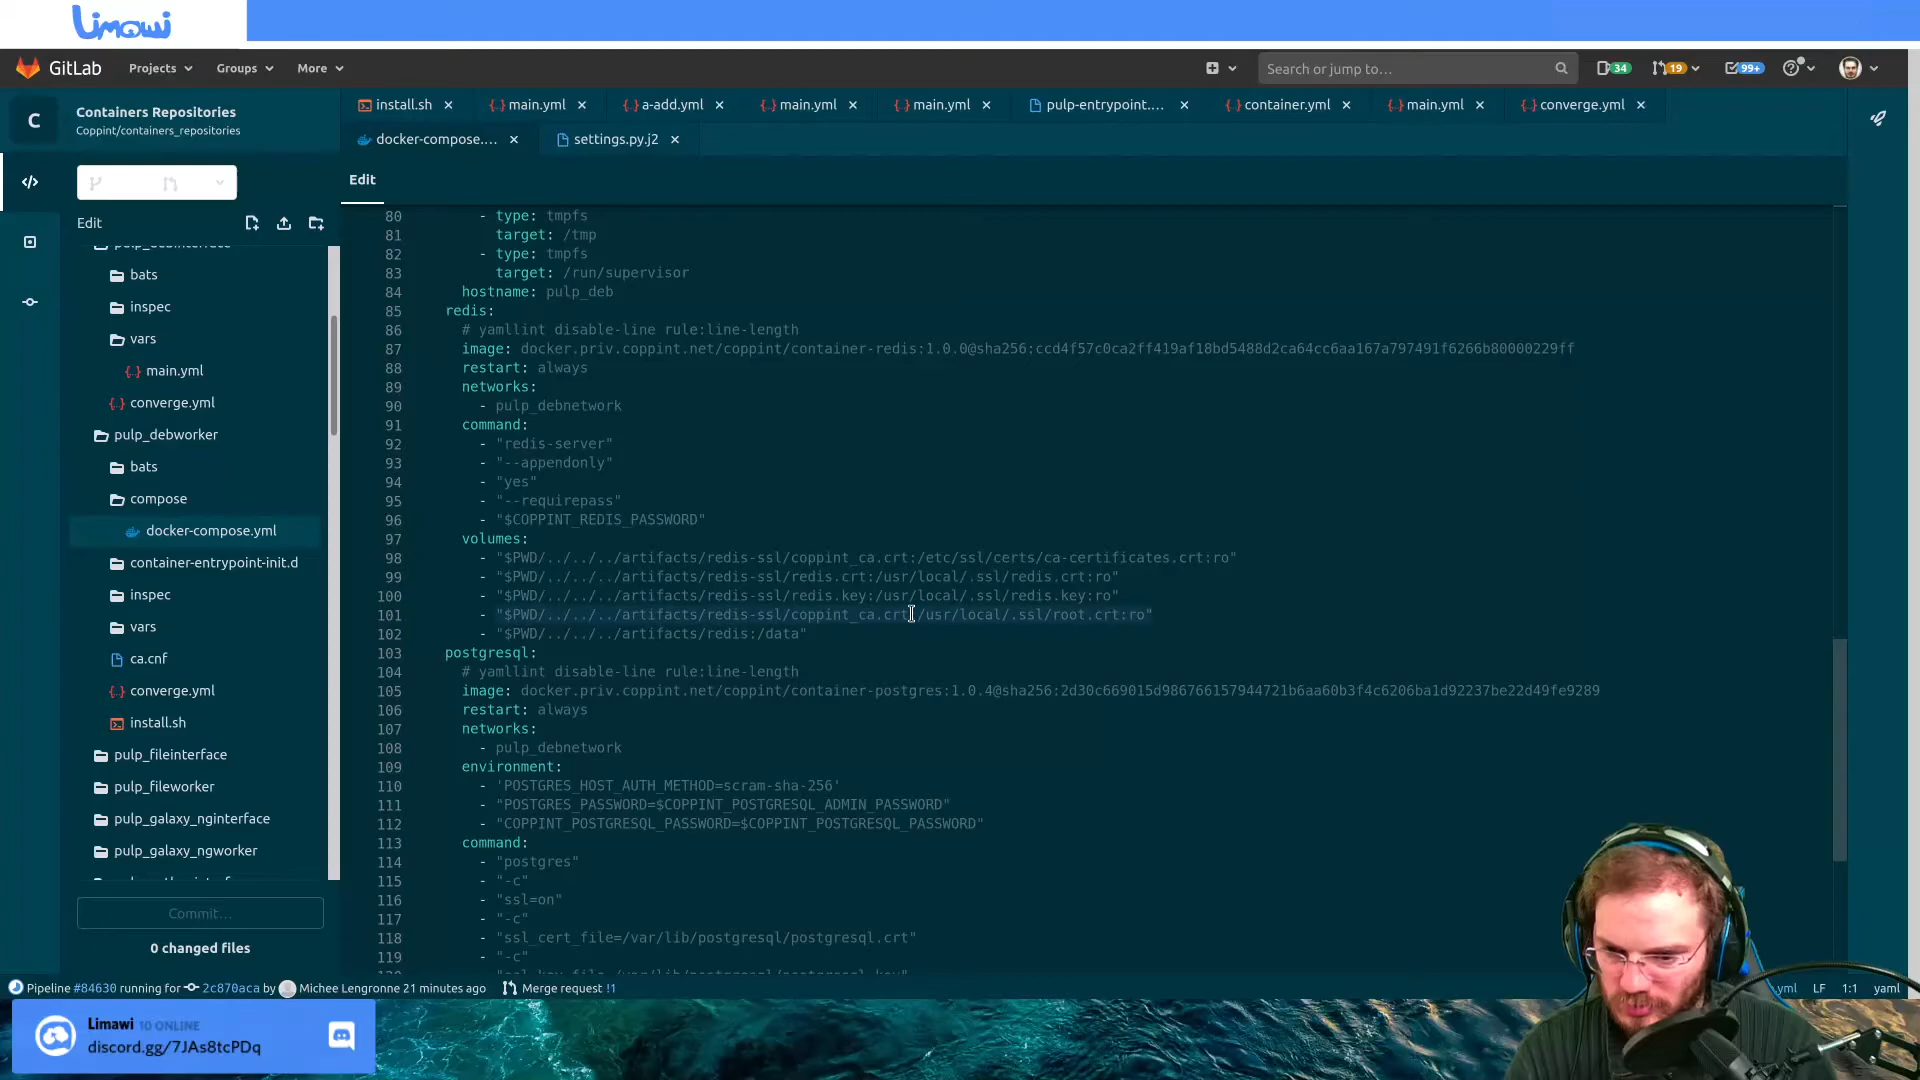 Limawi
GitLab Projects Groups More Search or jump to... 34 19 99+
C Containers Repositories
Coppint/containers_repositories
install.sh main.yml a-add.yml main.yml main.yml pulp-entrypoint.... container.yml main.yml converge.yml
docker-compose.... settings.py.j2
Edit
Edit
bats
inspec
vars
main.yml
converge.yml
pulp_debworker
bats
compose
docker-compose.yml
container-entrypoint-init.d
inspec
vars
ca.cnf
converge.yml
install.sh
pulp_fileinterface
pulp_fileworker
pulp_galaxy_nginterface
pulp_galaxy_ngworker
Commit...
0 changed files
80 - type: tmpfs
81 target: /tmp
82 - type: tmpfs
83 target: /run/supervisor
84 hostname: pulp_deb
85 redis:
86 # yamllint disable-line rule:line-length
87 image: docker.priv.coppint.net/coppint/container-redis:1.0.0@sha256:ccd4f57c0ca2ff419af18bd5488d2ca64cc6aa167a797491f6266b80000229ff
88 restart: always
89 networks:
90 - pulp_debnetwork
91 command:
92 - "redis-server"
93 - "--appendonly"
94 - "yes"
95 - "--requirepass"
96 - "$COPPINT_REDIS_PASSWORD"
97 volumes:
98 - "$PWD/../../../artifacts/redis-ssl/coppint_ca.crt:/etc/ssl/certs/ca-certificates.crt:ro"
99 - "$PWD/../../../artifacts/redis-ssl/redis.crt:/usr/local/.ssl/redis.crt:ro"
100 - "$PWD/../../../artifacts/redis-ssl/redis.key:/usr/local/.ssl/redis.key:ro"
101 - "$PWD/../../../artifacts/redis-ssl/coppint_ca.crt:/usr/local/.ssl/root.crt:ro"
102 - "$PWD/../../../artifacts/redis:/data"
103 postgresql:
104 # yamllint disable-line rule:line-length
105 image: docker.priv.coppint.net/coppint/container-postgres:1.0.4@sha256:2d30c669015d986766157944721b6aa60b3f4c6206ba1d92237be22d49fe9289
106 restart: always
107 networks:
108 - pulp_debnetwork
109 environment:
110 - 'POSTGRES_HOST_AUTH_METHOD=scram-sha-256'
111 - "POSTGRES_PASSWORD=$COPPINT_POSTGRESQL_ADMIN_PASSWORD"
112 - "COPPINT_POSTGRESQL_PASSWORD=$COPPINT_POSTGRESQL_PASSWORD"
113 command:
114 - "postgres"
115 - "-c"
116 - "ssl=on"
117 - "-c"
118 - "ssl_cert_file=/var/lib/postgresql/postgresql.crt"
119 - "-c"
Pipeline #84630 running for 2c870aca by Michee Lengronne 21 minutes ago Merge request !1 yml LF 1:1 yaml
Limawi 10 ONLINE
discord.gg/7JAs8tcPDq